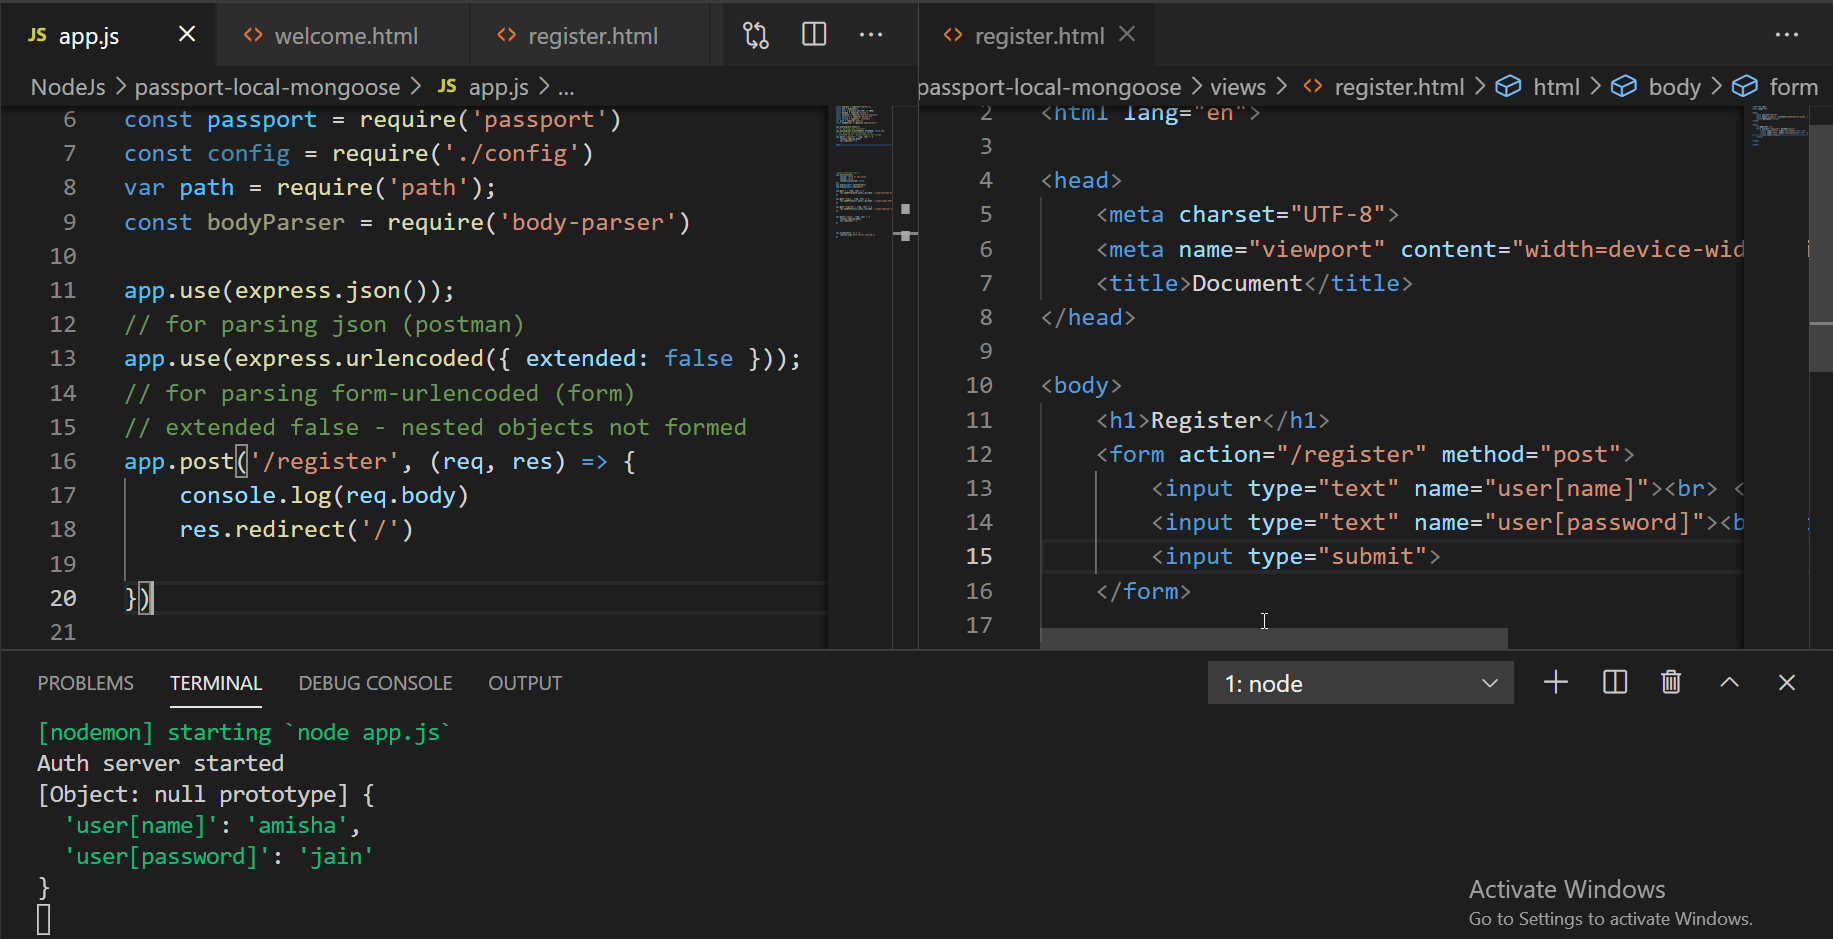 JS app.js × <> welcome.html <> register.html ...
NodeJs > passport-local-mongoose > JS app.js > ...
6 const passport = require('passport')
7 const config = require('./config')
8 var path = require('path');
9 const bodyParser = require('body-parser')
10
11 app.use(express.json());
12 // for parsing json (postman)
13 app.use(express.urlencoded({ extended: false }));
14 // for parsing form-urlencoded (form)
15 // extended false - nested objects not formed
16 app.post('/register', (req, res) => {
17 console.log(req.body)
18 res.redirect('/')
19
20 })
21
<> register.html × ...
passport-local-mongoose > views > <> register.html > html > body > form
2 <html lang="en">
3
4 <head>
5 <meta charset="UTF-8">
6 <meta name="viewport" content="width=device-wid
7 <title>Document</title>
8 </head>
9
10 <body>
11 <h1>Register</h1>
12 <form action="/register" method="post">
13 <input type="text" name="user[name]"><br> <
14 <input type="text" name="user[password]"><b
15 <input type="submit">
16 </form>
17
PROBLEMS TERMINAL DEBUG CONSOLE OUTPUT 1: node
[nodemon] starting `node app.js`
Auth server started
[Object: null prototype] {
'user[name]': 'amisha',
'user[password]': 'jain'
}
Activate Windows
Go to Settings to activate Windows.